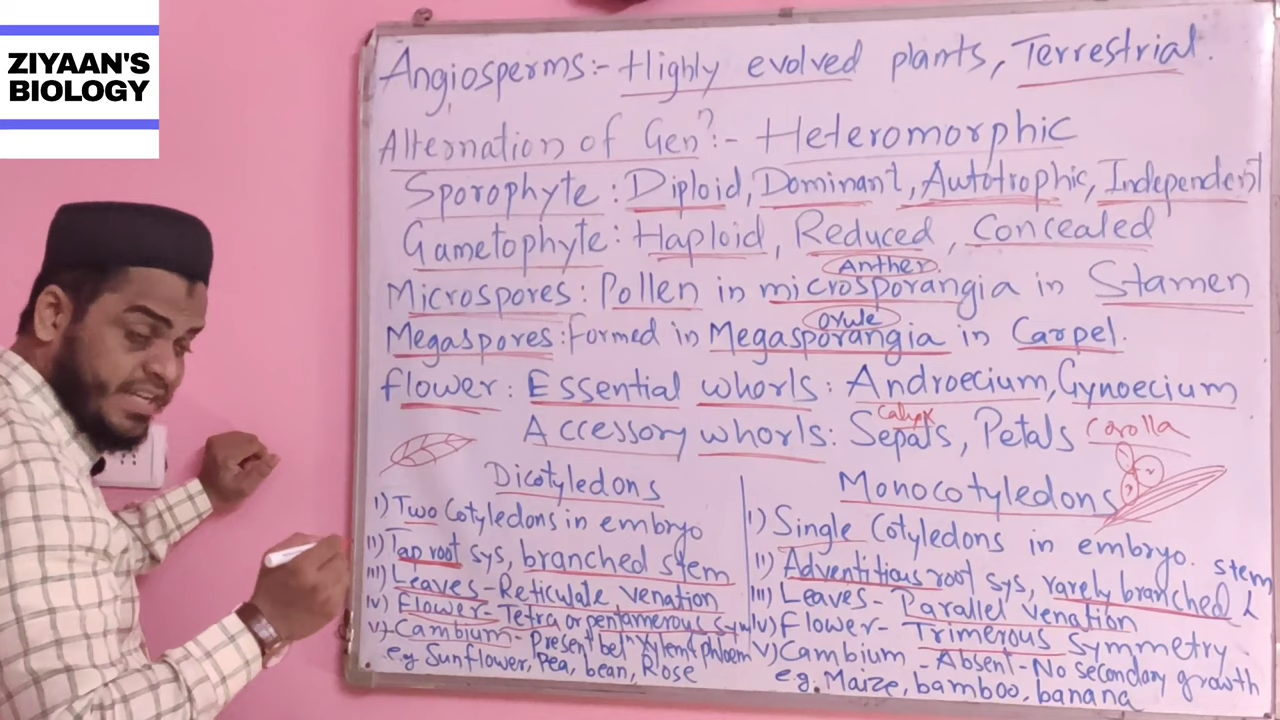 ZIYAAN'S
BIOLOGY
Angiosperms:- Highly evolved plants, Terrestrial.
Alternation of Genⁿ:- Heteromorphic
Sporophyte: Diploid, Dominant, Autotrophic, Independent
Gametophyte: Haploid, Reduced, Concealed
Anther
Microspores: Pollen in microsporangia in Stamen
ovule
Megaspores: formed in Megasporangia in Carpel.
flower: Essential whorls: Androecium, Gynoecium
Calyx
Accessory whorls: Sepals, Petals Corolla
Dicotyledons
i) Two Cotyledons in embryo
ii) Tap root sys, branched stem
iii) Leaves - Reticulate venation
iv) Flower - Tetra or pentamerous sym
v) Cambium - Present betⁿ xylem & phloem
e.g Sunflower, Pea, bean, Rose
Monocotyledons
i) Single Cotyledons in embryo.
ii) Adventitious root sys, rarely branched stem
iii) Leaves - Parallel venation
iv) Flower - Trimerous Symmetry.
v) Cambium - Absent - No secondary growth
e.g. Maize, bamboo, banana